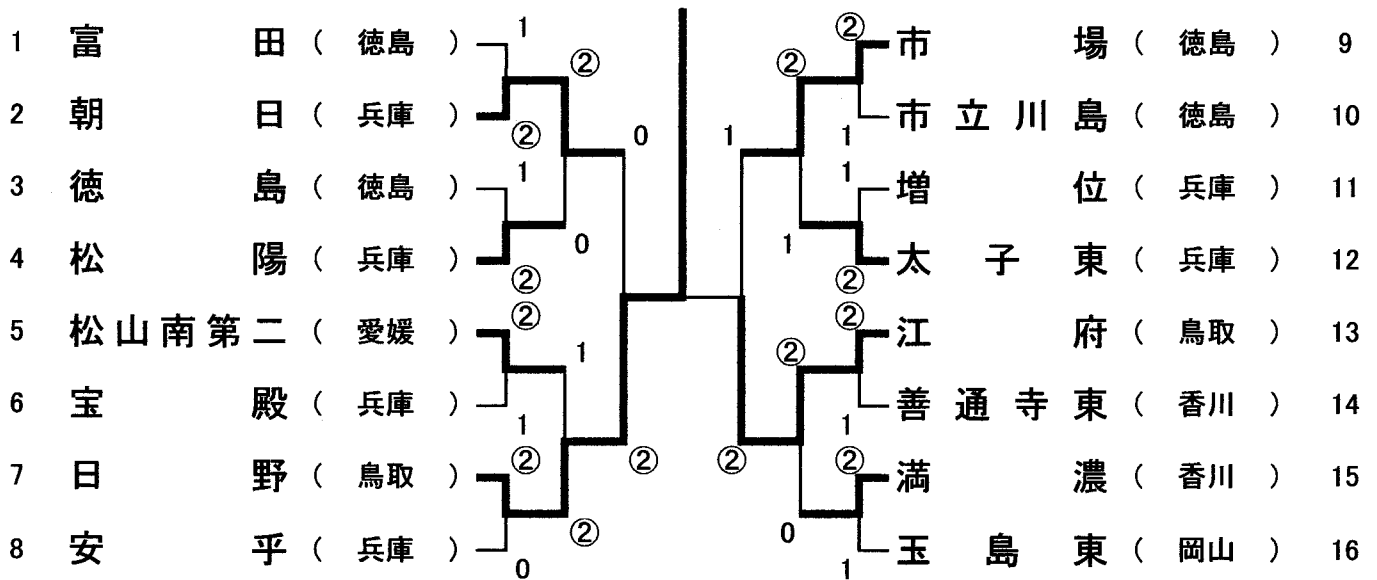 1 富田（徳島） 1
2 朝日（兵庫） ②
②
3 徳島（徳島） 1
4 松陽（兵庫） ②
0
0
5 松山南第二（愛媛） ②
6 宝殿（兵庫） 1
1
7 日野（鳥取） ②
8 安乎（兵庫） 0
②
②
② 市場（徳島） 9
1 市立川島（徳島） 10
②
1 増位（兵庫） 11
② 太子東（兵庫） 12
1
1
② 江府（鳥取） 13
1 善通寺東（香川） 14
②
② 満濃（香川） 15
1 玉島東（岡山） 16
0
②